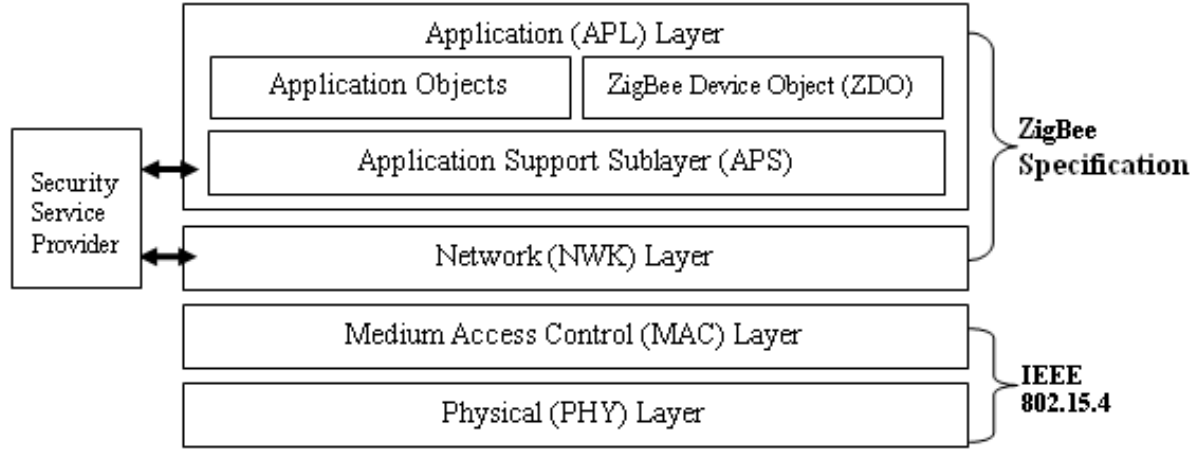 Application (APL) Layer
Application Objects
ZigBee Device Object (ZDO)
Application Support Sublayer (APS)
Security
Service
Provider
Network (NWK) Layer
Medium Access Control (MAC) Layer
Physical (PHY) Layer
ZigBee
Specification
IEEE
802.15.4